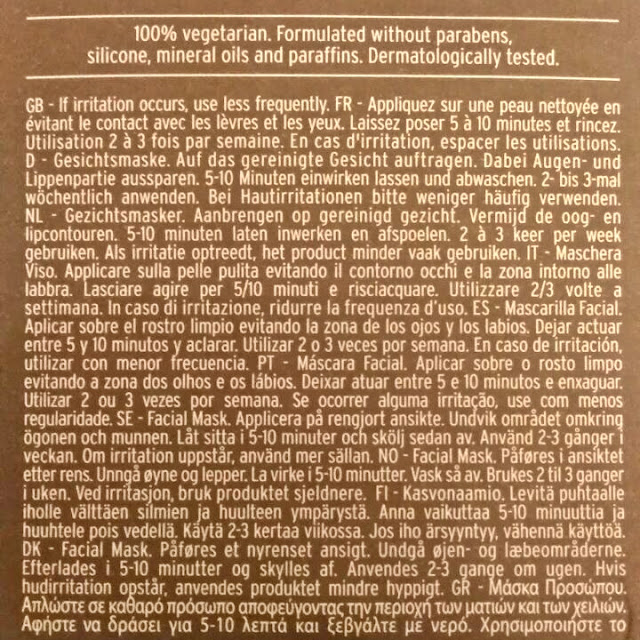 100% vegetarian. Formulated without parabens,
silicone, mineral oils and paraffins. Dermatologically tested.
GB - If irritation occurs, use less frequently. FR - Appliquez sur une peau nettoyée en
évitant le contact avec les lèvres et les yeux. Laissez poser 5 à 10 minutes et rincez.
Utilisation 2 à 3 fois par semaine. En cas d'irritation, espacer les utilisations.
D - Gesichtsmaske. Auf das gereinigte Gesicht auftragen. Dabei Augen- und
Lippenpartie aussparen. 5-10 Minuten einwirken lassen und abwaschen. 2- bis 3-mal
wöchentlich anwenden. Bei Hautirritationen bitte weniger häufig verwenden.
NL - Gezichtsmasker. Aanbrengen op gereinigd gezicht. Vermijd de oog- en
lipcontouren. 5-10 minuten laten inwerken en afspoelen. 2 à 3 keer per week
gebruiken. Als irritatie optreedt, het product minder vaak gebruiken. IT - Maschera
Viso. Applicare sulla pelle pulita evitando il contorno occhi e la zona intorno alle
labbra. Lasciare agire per 5/10 minuti e risciacquare. Utilizzare 2/3 volte a
settimana. In caso di irritazione, ridurre la frequenza d'uso. ES - Mascarilla Facial.
Aplicar sobre el rostro limpio evitando la zona de los ojos y los labios. Dejar actuar
entre 5 y 10 minutos y aclarar. Utilizar 2 o 3 veces por semana. En caso de irritación,
utilizar con menor frecuencia. PT - Máscara Facial. Aplicar sobre o rosto limpo
evitando a zona dos olhos e os lábios. Deixar atuar entre 5 e 10 minutos e enxaguar.
Utilizar 2 ou 3 vezes por semana. Se ocorrer alguma irritação, use com menos
regularidade. SE - Facial Mask. Applicera på rengjort ansikte. Undvik området omkring
ögonen och munnen. Låt sitta i 5-10 minuter och skölj sedan av. Använd 2-3 gånger i
veckan. Om irritation uppstår, använd mer sällan. NO - Facial Mask. Påføres i ansiktet
etter rens. Unngå øyne og lepper. La virke i 5-10 minutter. Vask så av. Brukes 2 til 3 ganger
i uken. Ved irritasjon, bruk produktet sjeldnere. FI - Kasvonaamio. Levitä puhtaalle
iholle välttäen silmien ja huulteen ympärystä. Anna vaikuttaa 5-10 minuuttia ja
huuhtele pois vedellä. Käytä 2-3 kertaa viikossa. Jos iho ärsyyntyy, vähennä käyttöä.
DK - Facial Mask. Påføres et nyrenset ansigt. Undgå øjen- og læbeområderne.
Efterlades i 5-10 minutter og skylles af. Anvendes 2-3 gange om ugen. Hvis
hudirritation opstår, anvendes produktet mindre hyppigt. GR - Μάσκα Προσώπου.
Απλώστε σε καθαρό πρόσωπο αποφεύγοντας την περιοχή των ματιών και των χειλιών.
Αφήστε να δράσει για 5-10 λεπτά και ξεβγάλτε με νερό. Χρησιμοποιήστε το